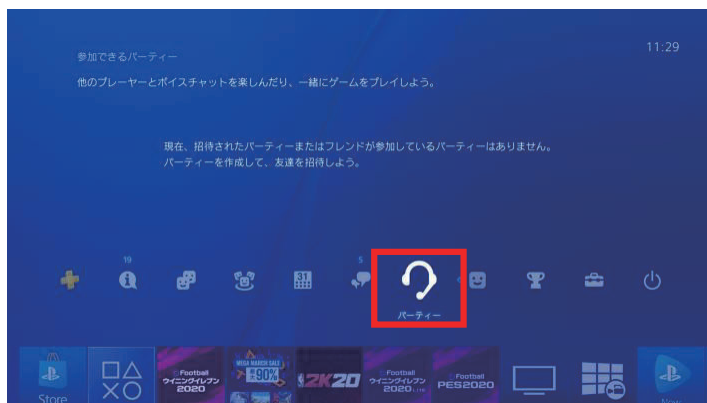 11:29
参加できるパーティー
他のプレーヤーとボイスチャットを楽しんだり、一緒にゲームをプレイしよう。
現在、招待されたパーティーまたはフレンドが参加しているパーティーはありません。
パーティーを作成して、友達を招待しよう。
19
5
31
パーティー
Store
Football
ウイニングイレブン
2020
MEGA MARCH SALE
90%
2K20
Football
ウイニングイレブン
2020
Football
PES2020
Now